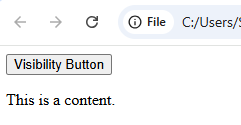 File C:/Users/S
Visibility Button
This is a content.